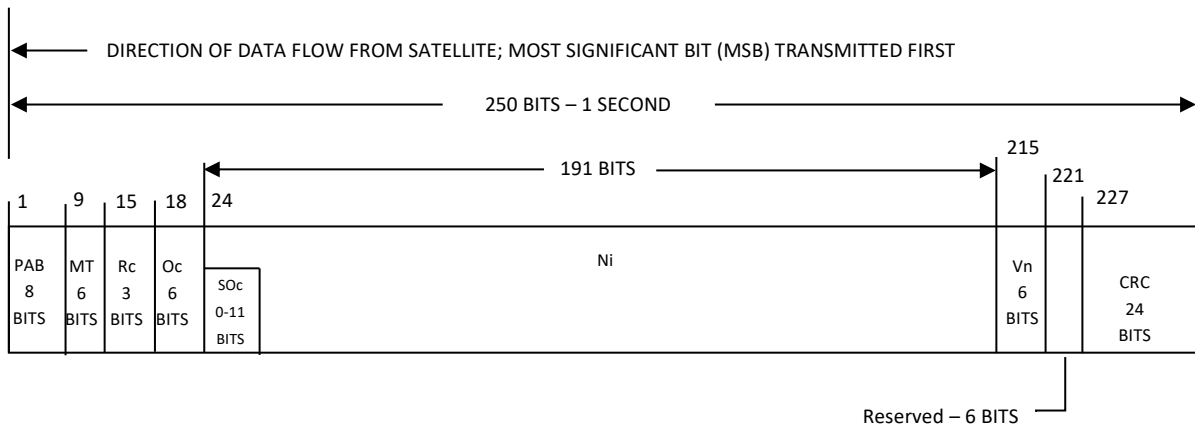 DIRECTION OF DATA FLOW FROM SATELLITE; MOST SIGNIFICANT BIT (MSB) TRANSMITTED FIRST
250 BITS – 1 SECOND
191 BITS
215
221
227
1
9
15
18
24
PAB
8
BITS
MT
6
BITS
Rc
3
BITS
Oc
6
BITS
SOc
0-11
BITS
Ni
Vn
6
BITS
CRC
24
BITS
Reserved – 6 BITS